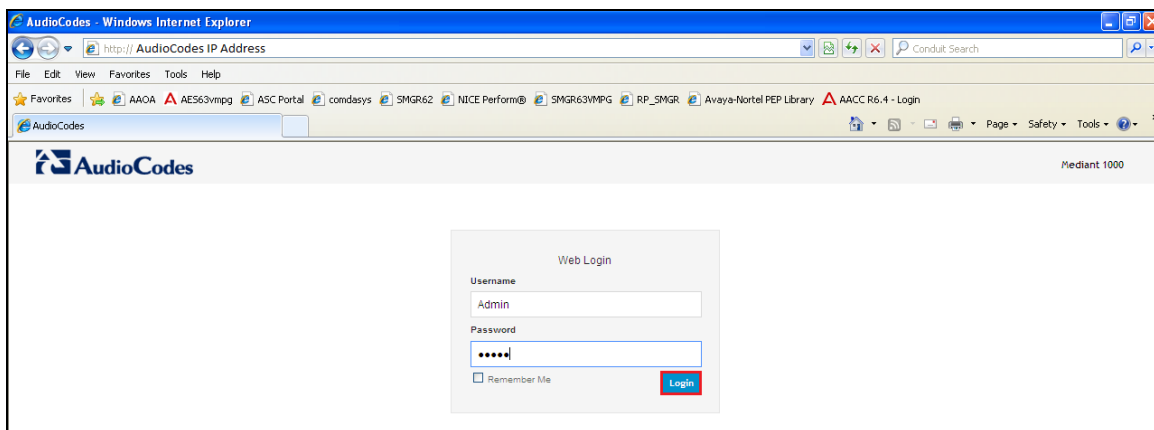 AudioCodes - Windows Internet Explorer
http:// AudioCodes IP Address
Conduit Search
File Edit View Favorites Tools Help
Favorites AAOA AES63vmpg ASC Portal comdasys SMGR62 NICE Perform® SMGR63VMPG RP_SMGR Avaya-Nortel PEP Library AACC R6.4 - Login
AudioCodes
Page Safety Tools
AudioCodes
Mediant 1000
Web Login
Username
Admin
Password
•••••
Remember Me
Login